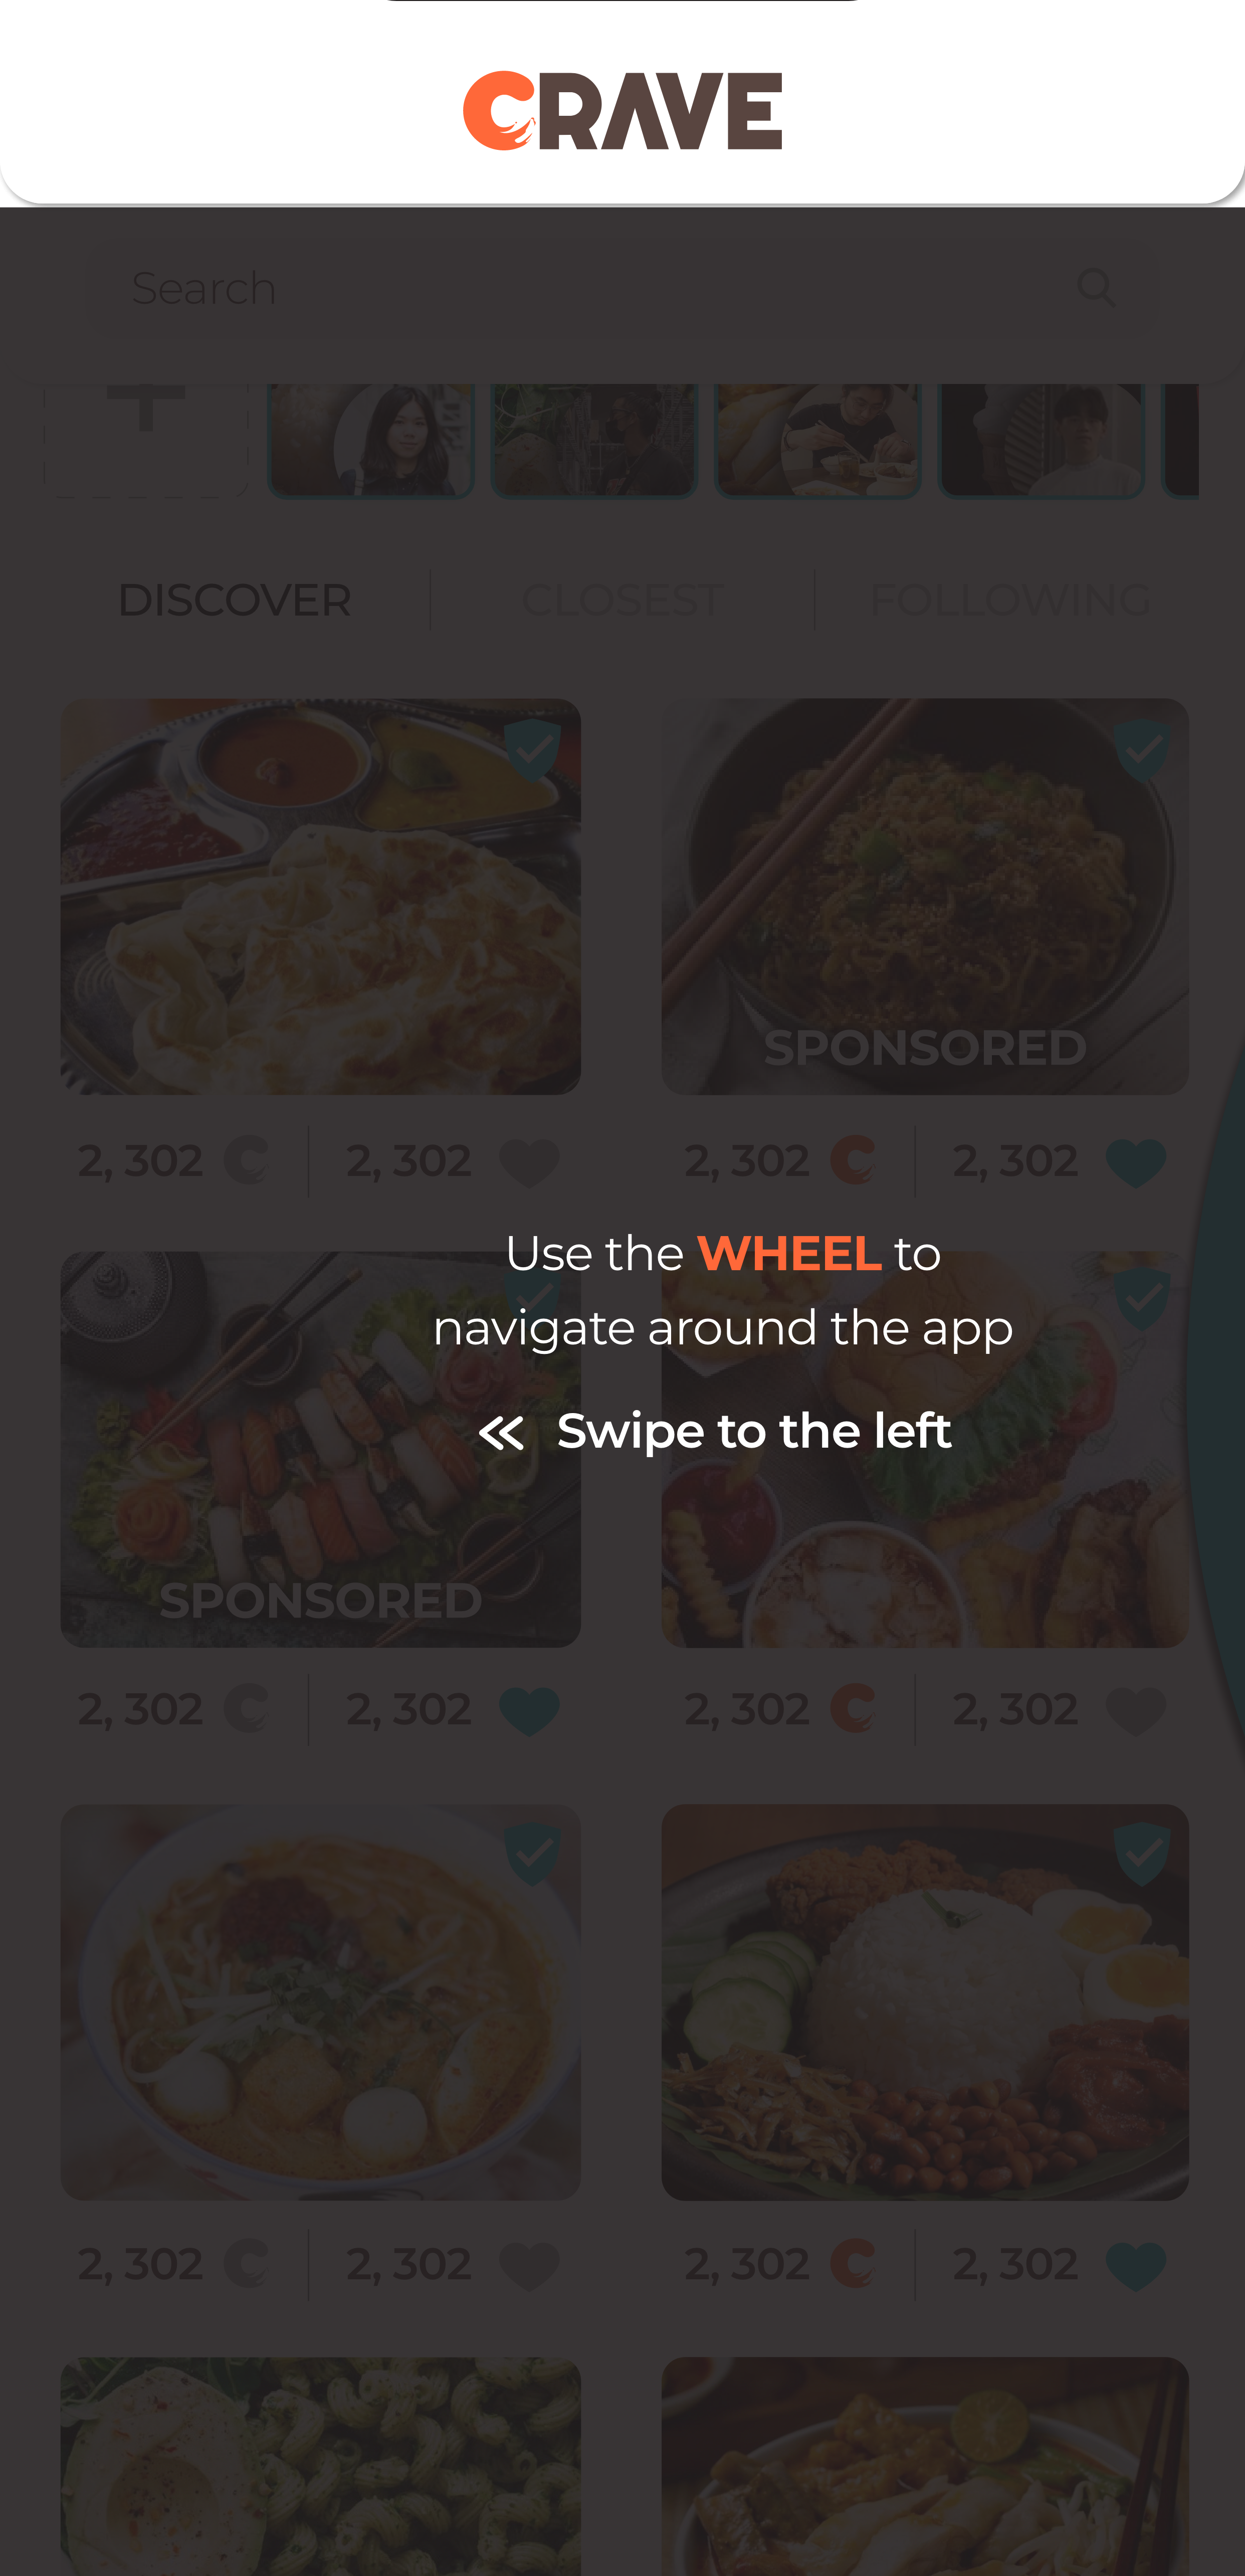 CRAVE
Search
DISCOVER CLOSEST FOLLOWING
SPONSORED
2, 302 2, 302 2, 302 2, 302
Use the WHEEL to
navigate around the app
« Swipe to the left
SPONSORED
2, 302 2, 302 2, 302 2, 302
2, 302 2, 302 2, 302 2, 302